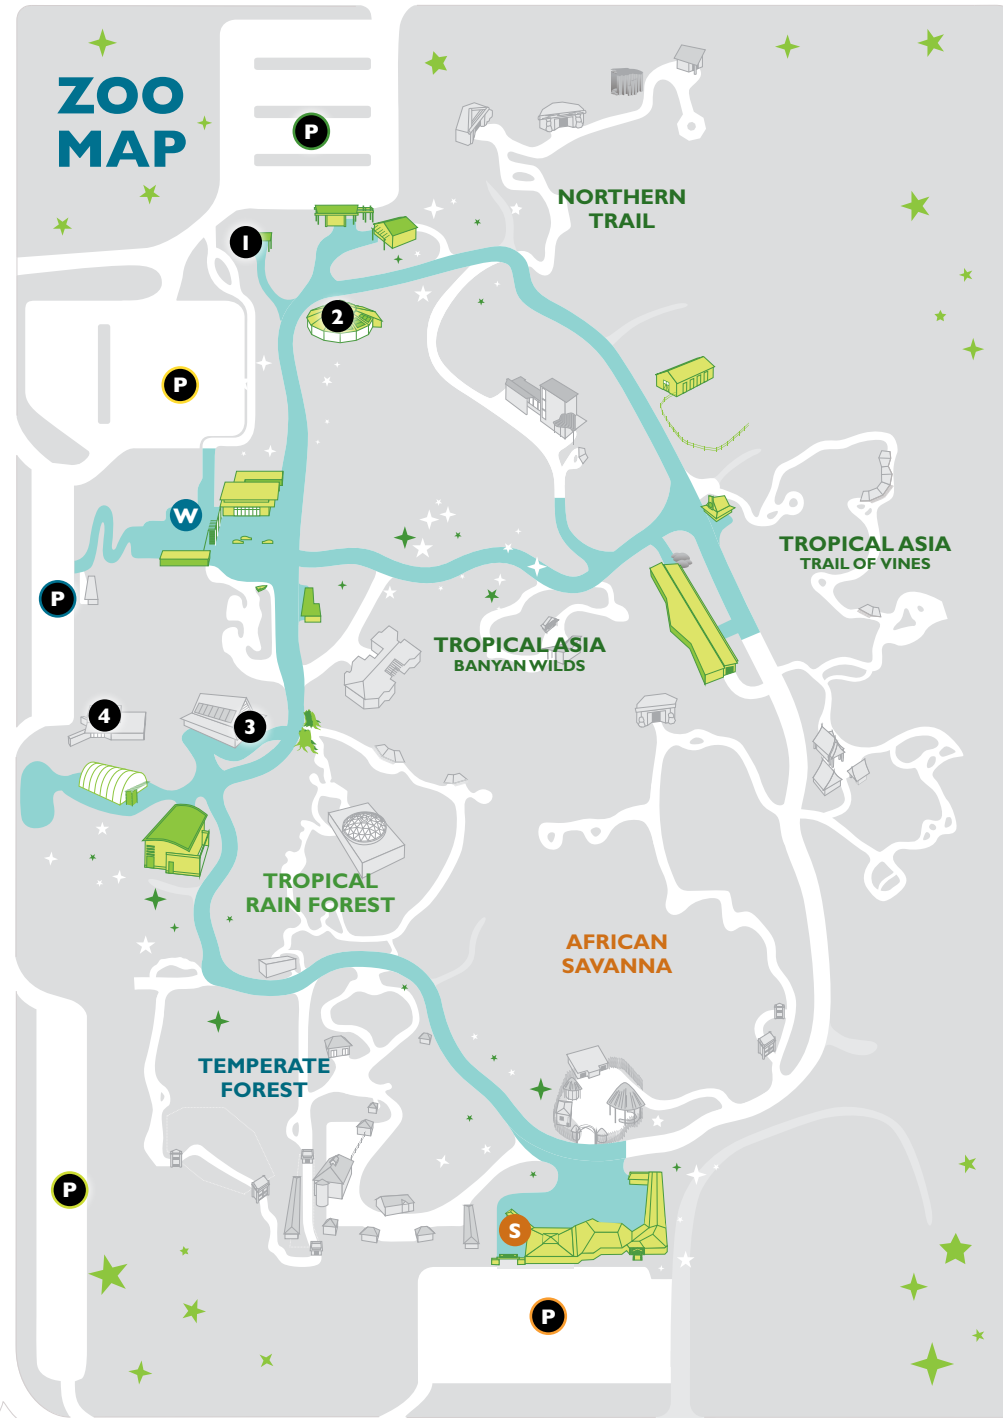 ZOO
MAP
P
NORTHERN
TRAIL
1
2
P
W
TROPICAL ASIA
TRAIL OF VINES
P
TROPICAL ASIA
BANYAN WILDS
4
3
TROPICAL
RAIN FOREST
AFRICAN
SAVANNA
TEMPERATE
FOREST
P
S
P